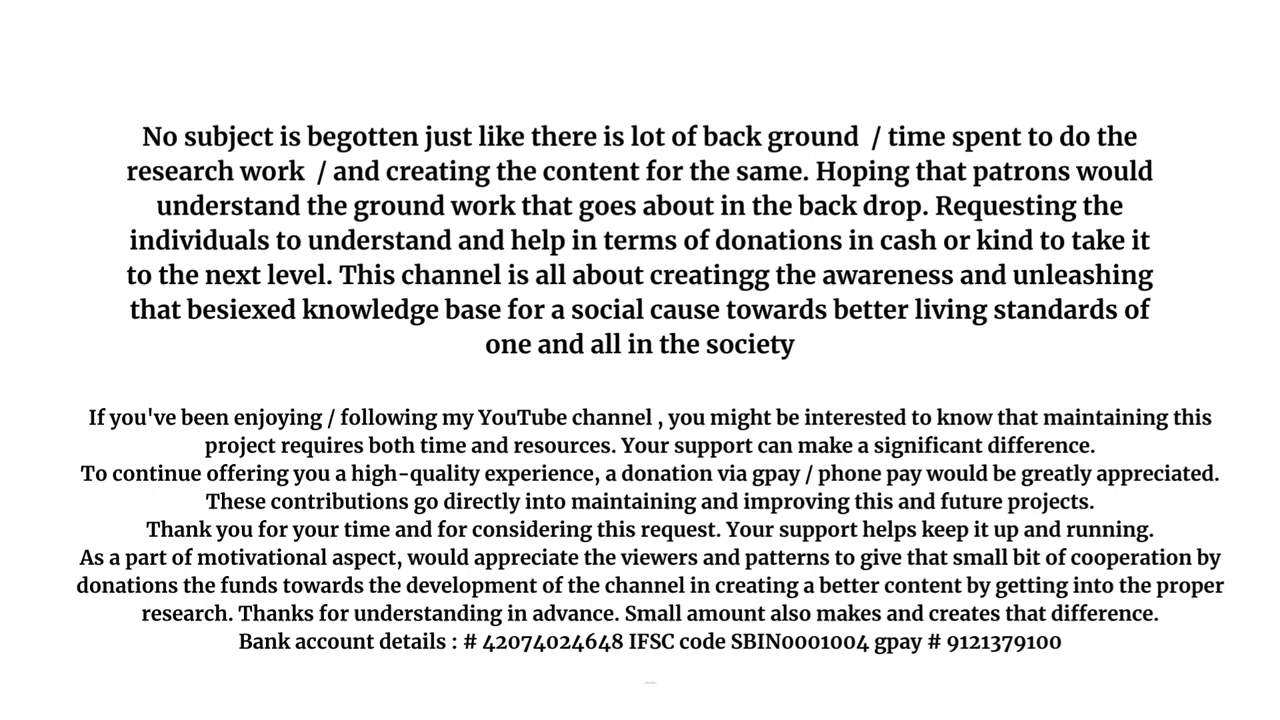 No subject is begotten just like there is lot of back ground / time spent to do the
research work / and creating the content for the same. Hoping that patrons would
understand the ground work that goes about in the back drop. Requesting the
individuals to understand and help in terms of donations in cash or kind to take it
to the next level. This channel is all about creatingg the awareness and unleashing
that besiexed knowledge base for a social cause towards better living standards of
one and all in the society
If you've been enjoying / following my YouTube channel , you might be interested to know that maintaining this
project requires both time and resources. Your support can make a significant difference.
To continue offering you a high-quality experience, a donation via gpay / phone pay would be greatly appreciated.
These contributions go directly into maintaining and improving this and future projects.
Thank you for your time and for considering this request. Your support helps keep it up and running.
As a part of motivational aspect, would appreciate the viewers and patterns to give that small bit of cooperation by
donations the funds towards the development of the channel in creating a better content by getting into the proper
research. Thanks for understanding in advance. Small amount also makes and creates that difference.
Bank account details : # 42074024648 IFSC code SBIN0001004 gpay # 9121379100